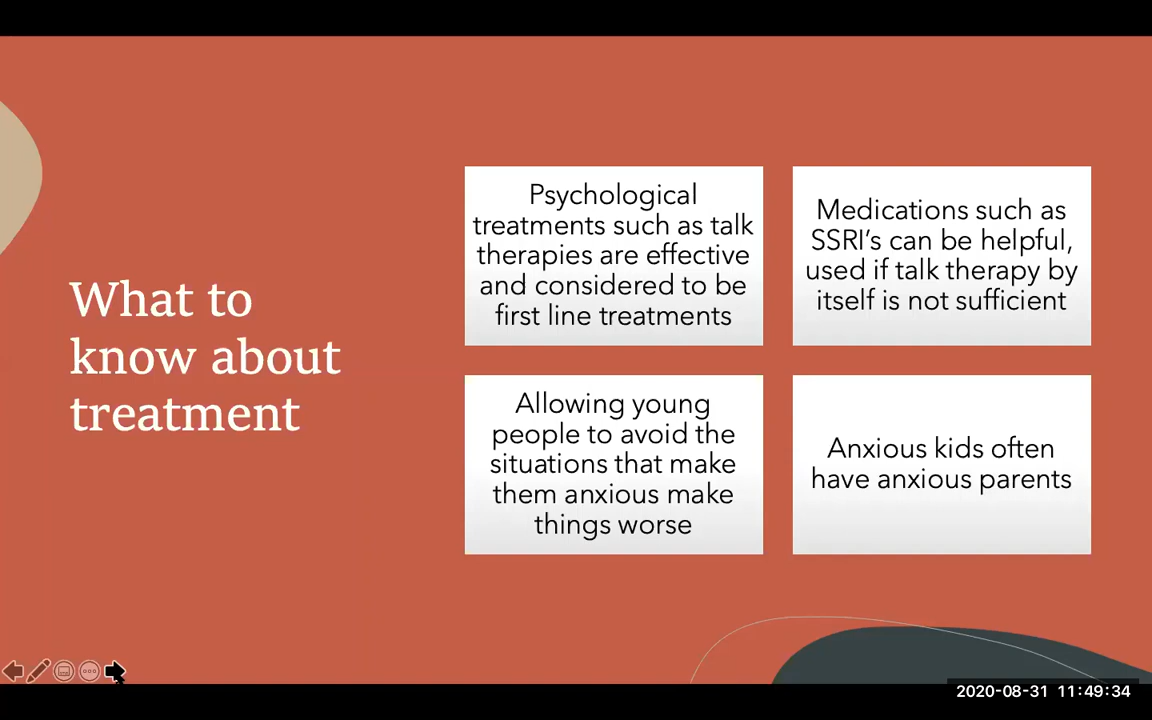 What to
know about
treatment
Psychological
treatments such as talk
therapies are effective
and considered to be
first line treatments
Medications such as
SSRI’s can be helpful,
used if talk therapy by
itself is not sufficient
Allowing young
people to avoid the
situations that make
them anxious make
things worse
Anxious kids often
have anxious parents
2020-08-31 11:49:34